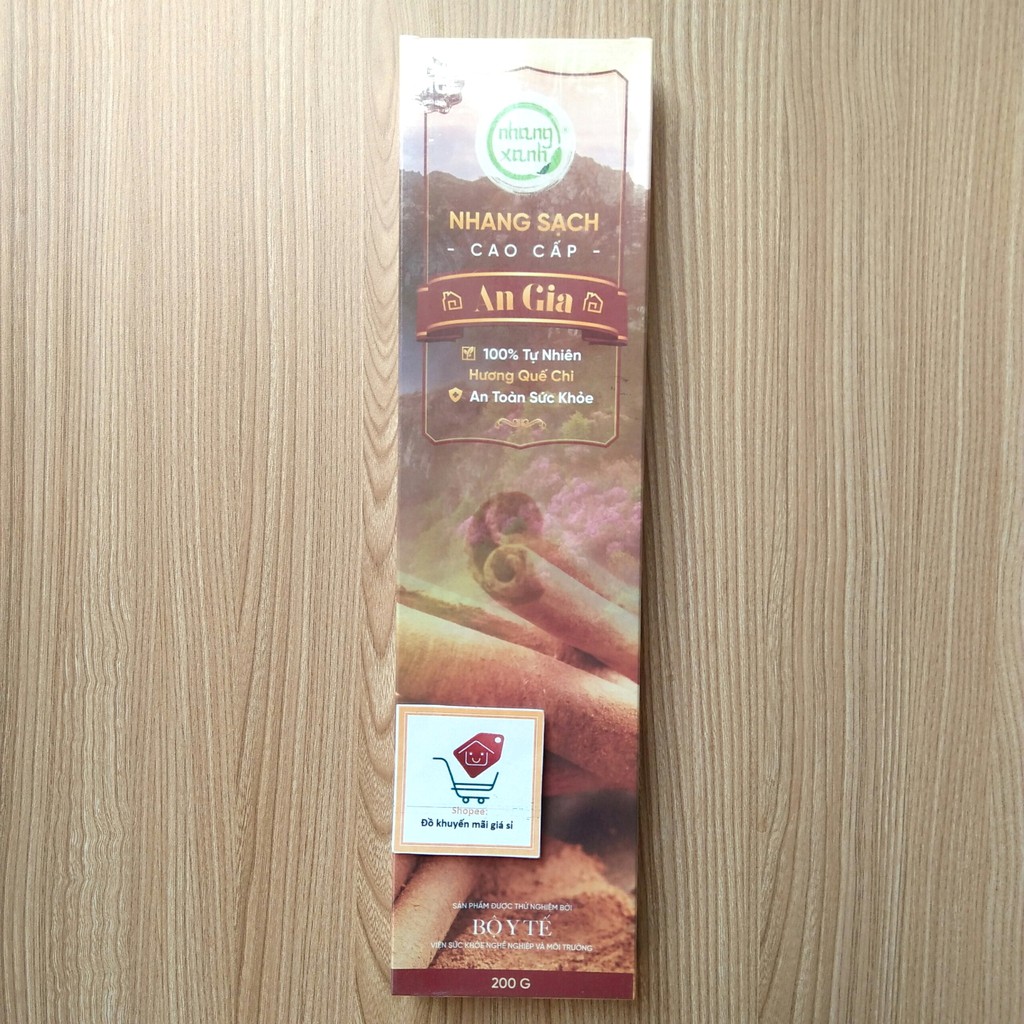 nhang
xanh
NHANG SẠCH
- CAO CẤP -
An Gia
100% Tự Nhiên
Hương Quế Chi
An Toàn Sức Khỏe
Shopee:
Đồ khuyến mãi giá sỉ
SẢN PHẨM ĐƯỢC THỬ NGHIỆM BỞI
BỘ Y TẾ
VIỆN SỨC KHỎE NGHỀ NGHIỆP VÀ MÔI TRƯỜNG
200 G